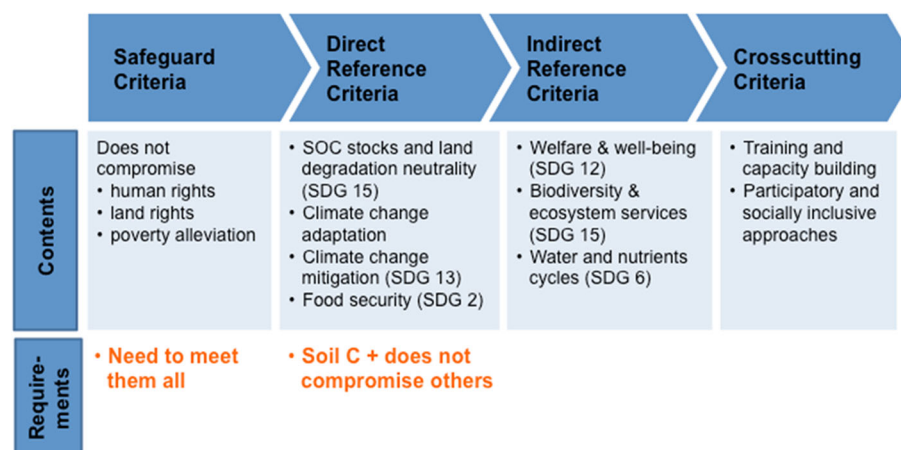 Safeguard
Criteria
Direct
Reference
Criteria
Indirect
Reference
Criteria
Crosscutting
Criteria
Contents
Does not
compromise
• human rights
• land rights
• poverty alleviation
• SOC stocks and land
degradation neutrality
(SDG 15)
• Climate change
adaptation
• Climate change
mitigation (SDG 13)
• Food security (SDG 2)
• Welfare & well-being
(SDG 12)
• Biodiversity &
ecosystem services
(SDG 15)
• Water and nutrients
cycles (SDG 6)
• Training and
capacity building
• Participatory and
socially inclusive
approaches
Require-
ments
• Need to meet
them all
• Soil C + does not
compromise others